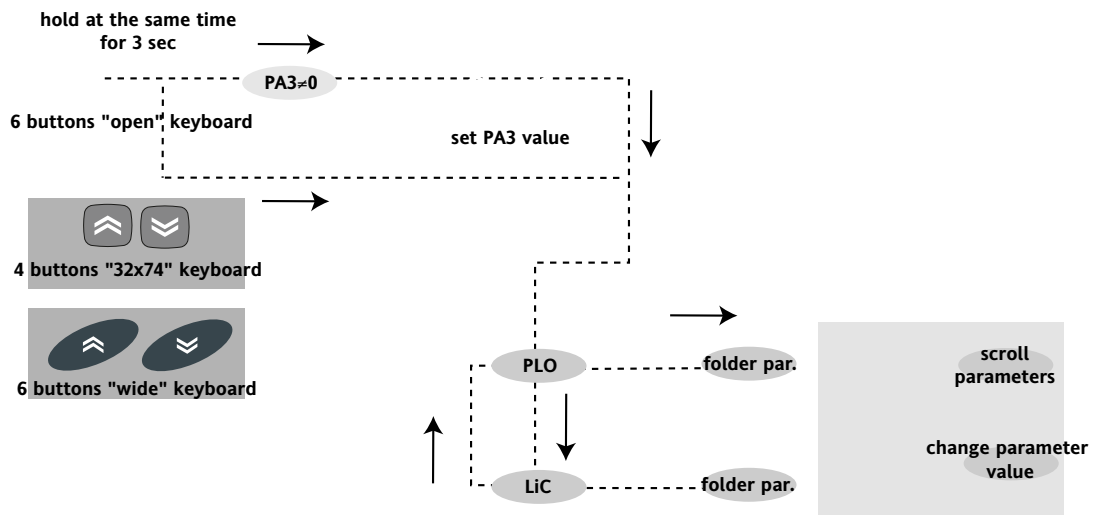 hold at the same time
for 3 sec
PA3≠0
6 buttons "open" keyboard
set PA3 value
4 buttons "32x74" keyboard
6 buttons "wide" keyboard
PLO
folder par.
scroll
parameters
change parameter
value
LiC
folder par.